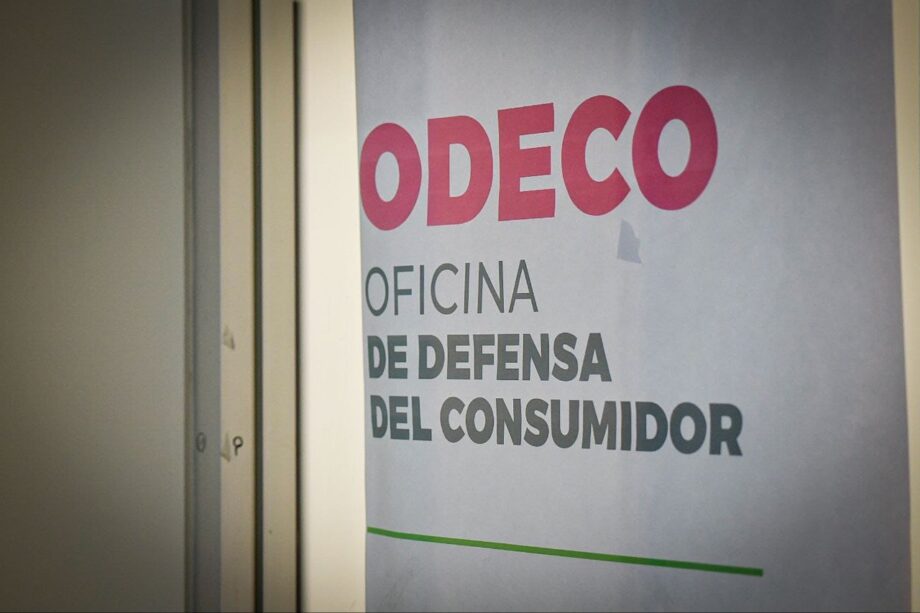 ODECO
OFICINA
DE DEFENSA
DEL CONSUMIDOR